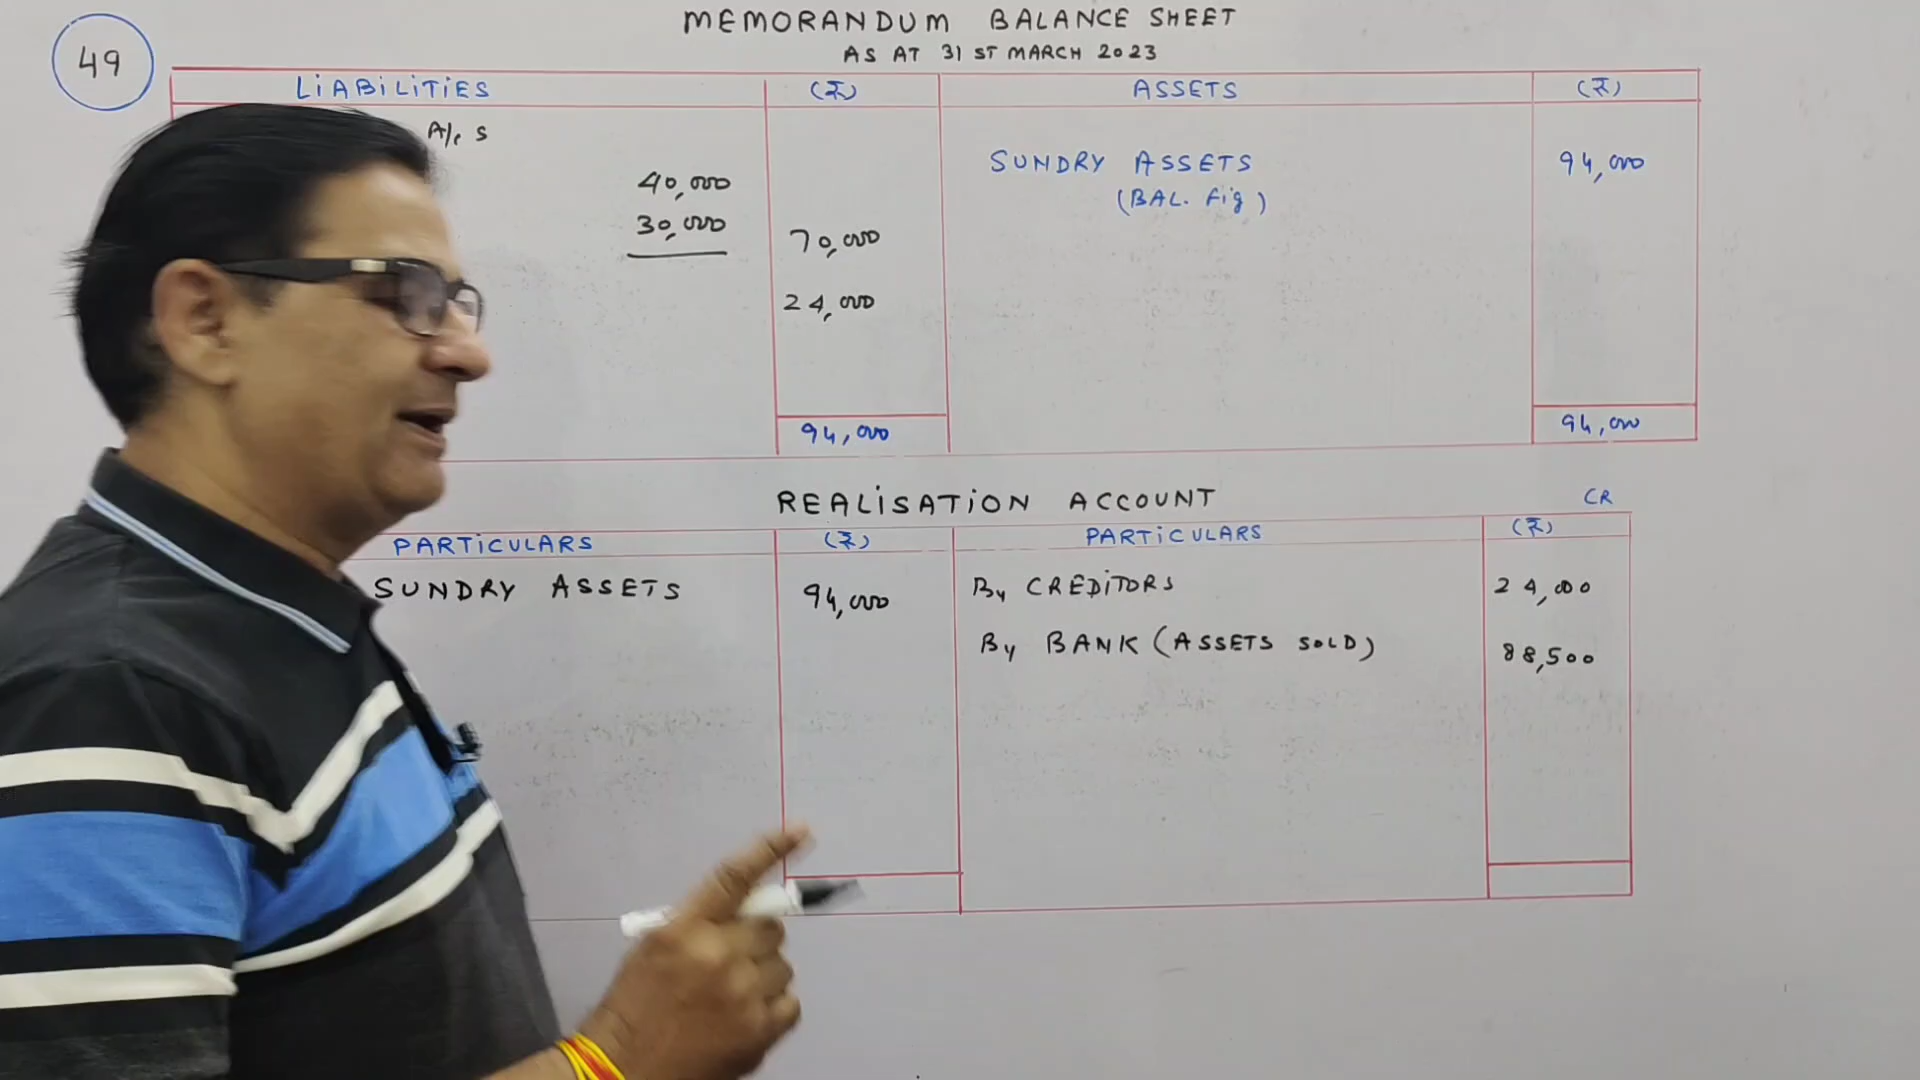 49
MEMORANDUM BALANCE SHEET
AS AT 31 ST MARCH 2023
LIABILITIES (₹) ASSETS (₹)
A/c S
SUNDRY ASSETS 94,000
(BAL. Fig)
40,000
30,000 70,000
24,000
94,000 94,000
REALISATION ACCOUNT CR
PARTICULARS (₹) PARTICULARS (₹)
SUNDRY ASSETS 94,000 By CREDITORS 24,000
By BANK (ASSETS SOLD) 88,500